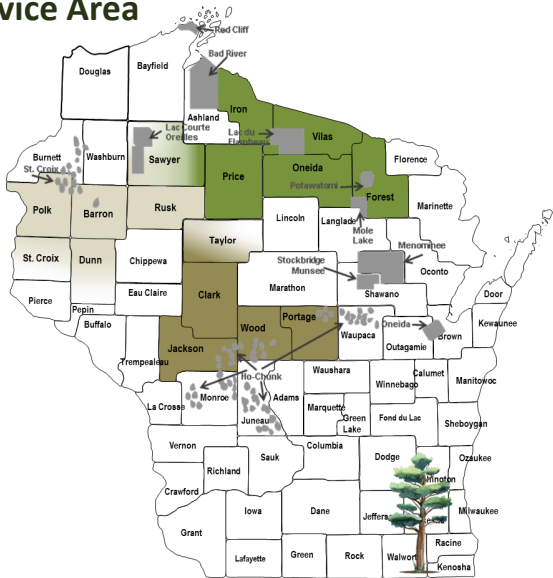 vice Area
Red Cliff
Bad River
Douglas
Bayfield
Ashland
Iron
Lac Courte
Oreilles
Lac du
Flambeau
Vilas
Burnett
Washburn
Sawyer
Florence
St. Croix
Price
Oneida
Potawatomi
Forest
Polk
Barron
Rusk
Lincoln
Langlade
Marinette
Mole
Lake
Taylor
Menominee
St. Croix
Dunn
Chippewa
Stockbridge
Munsee
Oconto
Marathon
Shawano
Clark
Pierce
Pepin
Eau Claire
Door
Buffalo
Wood
Portage
Waupaca
Oneida
Brown
Kewaunee
Outagamie
Trempealeau
Jackson
Ho-Chunk
Waushara
Calumet
Winnebago
Manitowoc
La Crosse
Monroe
Adams
Juneau
Marquette
Green
Lake
Fond du Lac
Sheboygan
Vernon
Columbia
Sauk
Dodge
Ozaukee
Richland
hington
Crawford
Iowa
Dane
Jeffers
Milwaukee
Grant
Racine
Lafayette
Green
Rock
Walwort
Kenosha